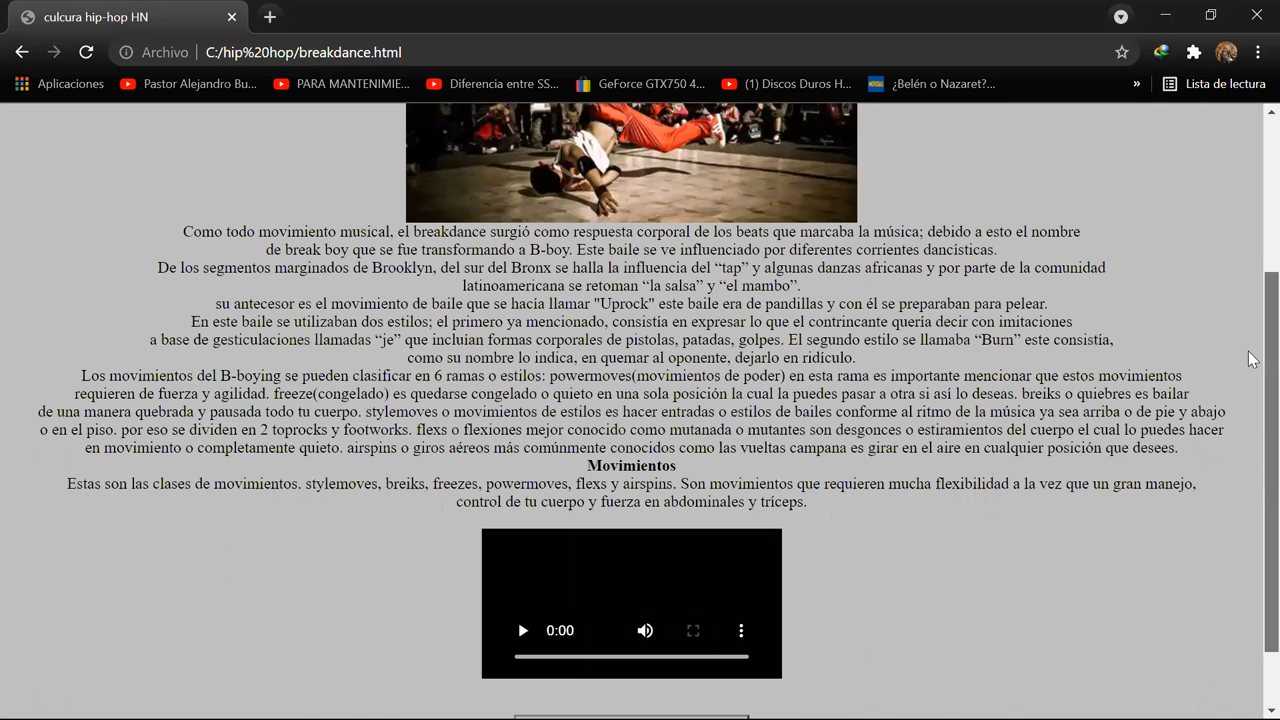 culcura hip-hop HN
Archivo C:/hip%20hop/breakdance.html
Aplicaciones Pastor Alejandro Bu... PARA MANTENIMIE... Diferencia entre SS... GeForce GTX750 4... (1) Discos Duros H... ¿Belén o Nazaret?... » Lista de lectura
Como todo movimiento musical, el breakdance surgió como respuesta corporal de los beats que marcaba la música; debido a esto el nombre
de break boy que se fue transformando a B-boy. Este baile se ve influenciado por diferentes corrientes dancísticas.
De los segmentos marginados de Brooklyn, del sur del Bronx se halla la influencia del “tap” y algunas danzas africanas y por parte de la comunidad
latinoamericana se retoman “la salsa” y “el mambo”.
su antecesor es el movimiento de baile que se hacía llamar "Uprock" este baile era de pandillas y con él se preparaban para pelear.
En este baile se utilizaban dos estilos; el primero ya mencionado, consistía en expresar lo que el contrincante quería decir con imitaciones
a base de gesticulaciones llamadas “je” que incluían formas corporales de pistolas, patadas, golpes. El segundo estilo se llamaba “Burn” este consistía,
como su nombre lo indica, en quemar al oponente, dejarlo en ridículo.
Los movimientos del B-boying se pueden clasificar en 6 ramas o estilos: powermoves(movimientos de poder) en esta rama es importante mencionar que estos movimientos
requieren de fuerza y agilidad. freeze(congelado) es quedarse congelado o quieto en una sola posición la cual la puedes pasar a otra si así lo deseas. breiks o quiebres es bailar
de una manera quebrada y pausada todo tu cuerpo. stylemoves o movimientos de estilos es hacer entradas o estilos de bailes conforme al ritmo de la música ya sea arriba o de pie y abajo
o en el piso. por eso se dividen en 2 toprocks y footworks. flexs o flexiones mejor conocido como mutanada o mutantes son desgonces o estiramientos del cuerpo el cual lo puedes hacer
en movimiento o completamente quieto. airspins o giros aéreos más comúnmente conocidos como las vueltas campana es girar en el aire en cualquier posición que desees.
Movimientos
Estas son las clases de movimientos. stylemoves, breiks, freezes, powermoves, flexs y airspins. Son movimientos que requieren mucha flexibilidad a la vez que un gran manejo,
control de tu cuerpo y fuerza en abdominales y tríceps.
0:00